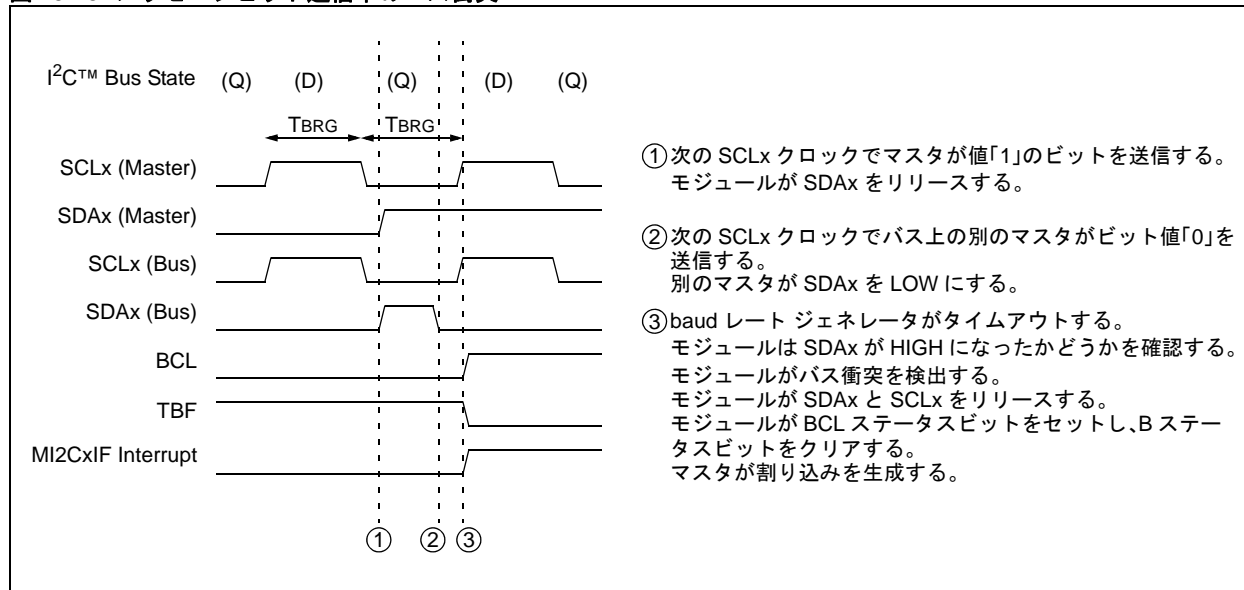 I²C™ Bus State (Q) (D) (Q) (D) (Q)
TBRG TBRG
SCLx (Master)
SDAx (Master)
SCLx (Bus)
SDAx (Bus)
BCL
TBF
MI2CxIF Interrupt
① ② ③
①次の SCLx クロックでマスタが値「1」のビットを送信する。
モジュールが SDAx をリリースする。
②次の SCLx クロックでバス上の別のマスタがビット値「0」を
送信する。
別のマスタが SDAx を LOW にする。
③baud レート ジェネレータがタイムアウトする。
モジュールは SDAx が HIGH になったかどうかを確認する。
モジュールがバス衝突を検出する。
モジュールが SDAx と SCLx をリリースする。
モジュールが BCL ステータスビットをセットし、B ステー
タスビットをクリアする。
マスタが割り込みを生成する。